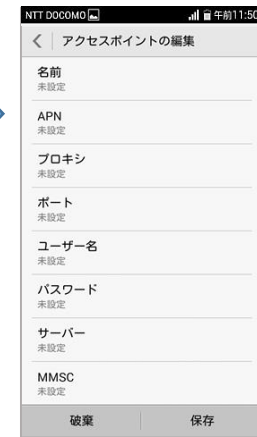 NTT DOCOMO 午前11:50
アクセスポイントの編集
名前
未設定
APN
未設定
プロキシ
未設定
ポート
未設定
ユーザー名
未設定
パスワード
未設定
サーバー
未設定
MMSC
未設定
破棄 保存